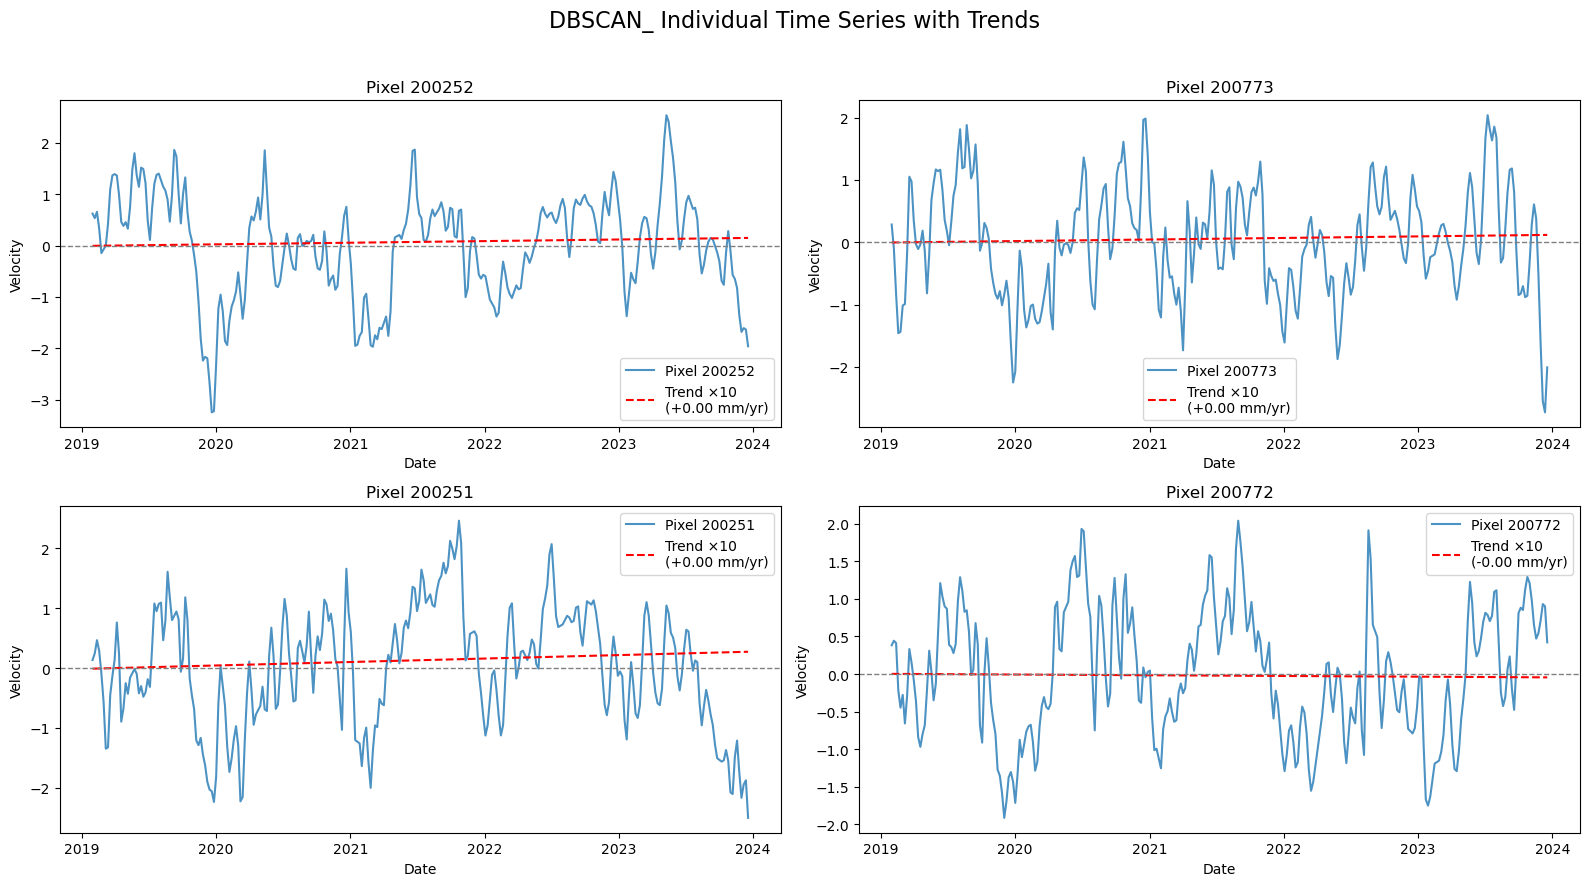 DBSCAN_ Individual Time Series with Trends
Pixel 200252
Velocity
2
1
0
−1
−2
−3
Pixel 200252
Trend ×10
(+0.00 mm/yr)
2019
2020
2021
2022
2023
2024
Date
Pixel 200773
Velocity
2
1
0
−1
−2
Pixel 200773
Trend ×10
(+0.00 mm/yr)
2019
2020
2021
2022
2023
2024
Date
Pixel 200251
Velocity
2
1
0
−1
−2
Pixel 200251
Trend ×10
(+0.00 mm/yr)
2019
2020
2021
2022
2023
2024
Date
Pixel 200772
Velocity
2.0
1.5
1.0
0.5
0.0
−0.5
−1.0
−1.5
−2.0
Pixel 200772
Trend ×10
(-0.00 mm/yr)
2019
2020
2021
2022
2023
2024
Date